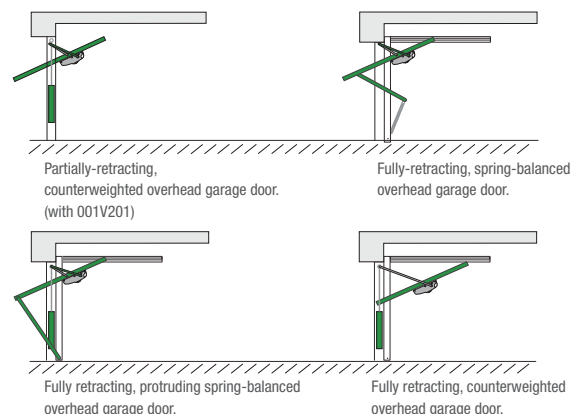 Partially-retracting,
counterweighted overhead garage door.
(with 001V201)
Fully-retracting, spring-balanced
overhead garage door.
Fully retracting, protruding spring-balanced
overhead garage door.
Fully retracting, counterweighted
overhead garage door.